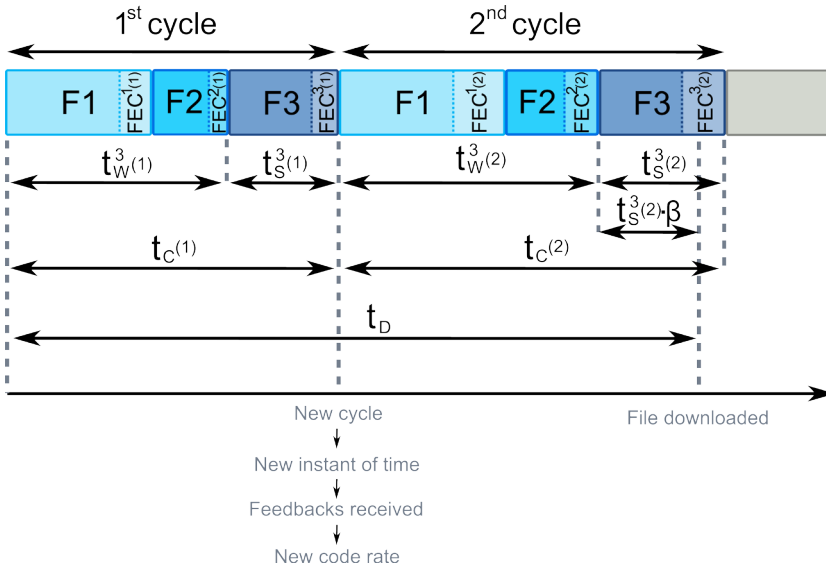 1st cycle 2nd cycle
F1 FEC1(1) F2 FEC2(1) F3 FEC3(1) F1 FEC1(2) F2 FEC2(2) F3 FEC3(2)
t3W(1) t3S(1) t3W(2) t3S(2)
t3S(2)·β
tC(1) tC(2)
tD
New cycle File downloaded
New instant of time
Feedbacks received
New code rate